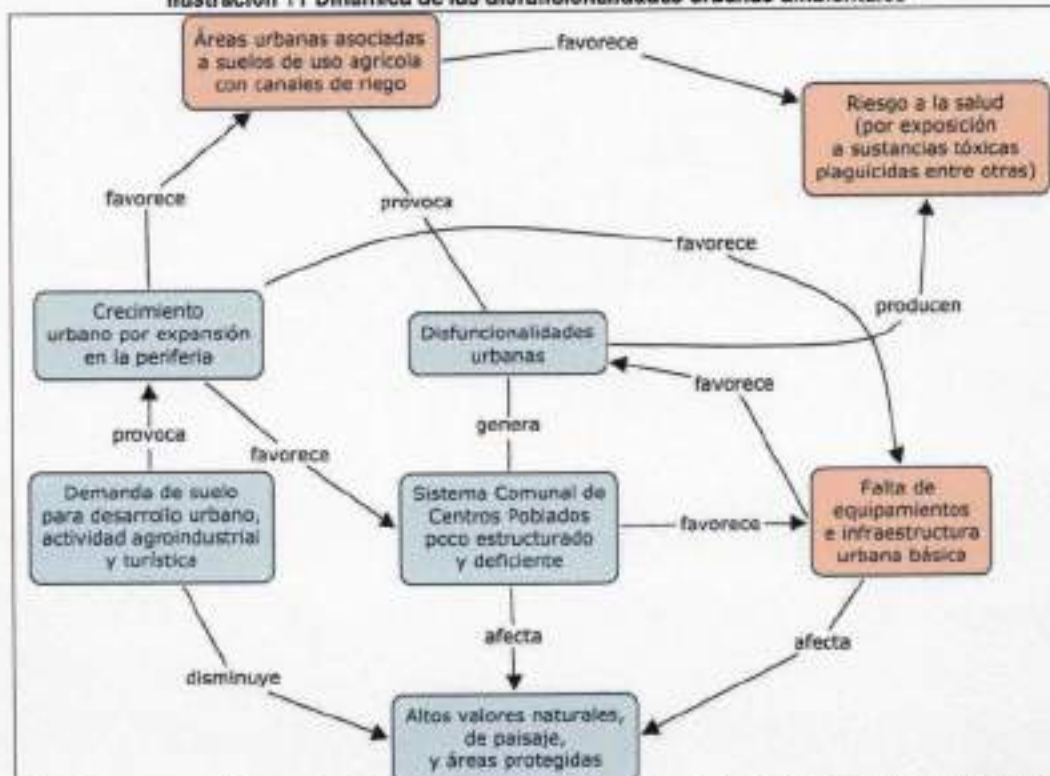 Ilustración 11 Dinámica de las disfuncionalidades urbanas ambientales
Áreas urbanas asociadas
a suelos de uso agrícola
con canales de riego
favorece
Riesgo a la salud
(por exposición
a sustancias tóxicas
plaguicidas entre otras)
favorece
provoca
favorece
Crecimiento
urbano por expansión
en la periferia
Disfuncionalidades
urbanas
producen
favorece
provoca
genera
favorece
Demanda de suelo
para desarrollo urbano,
actividad agroindustrial
y turística
Sistema Comunal de
Centros Poblados
poco estructurado
y deficiente
favorece
Falta de
equipamientos
e infraestructura
urbana básica
afecta
afecta
disminuye
Altos valores naturales,
de paisaje,
y áreas protegidas